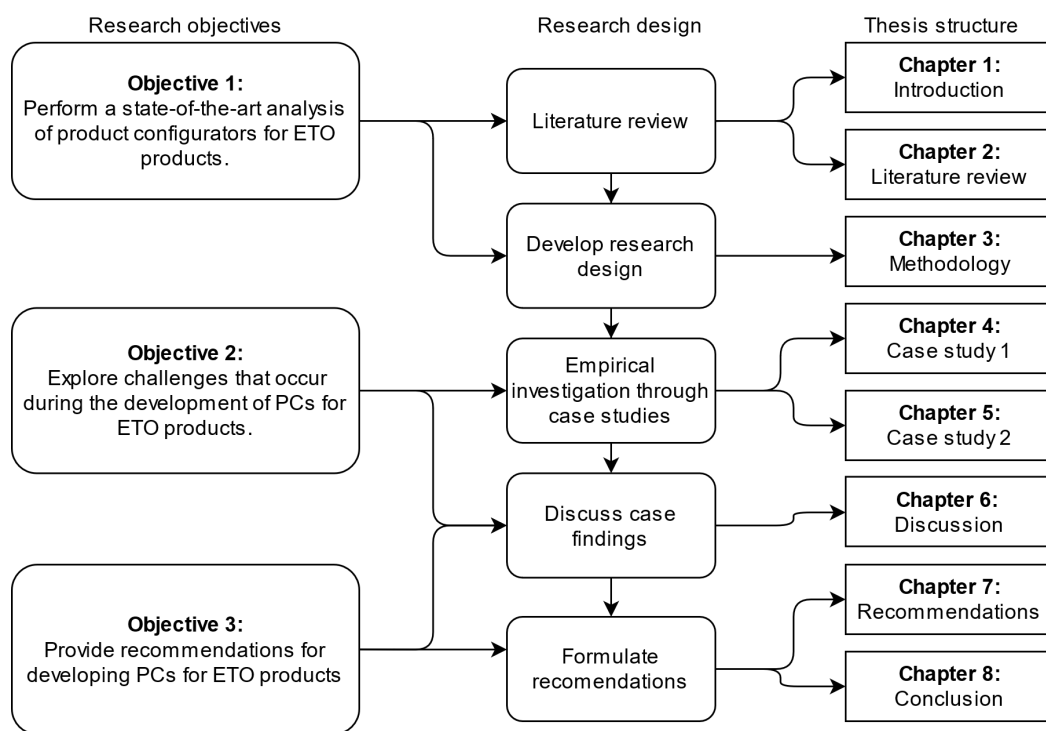 Research objectives
Research design
Thesis structure
Objective 1:
Perform a state-of-the-art analysis
of product configurators for ETO
products.
Objective 2:
Explore challenges that occur
during the development of PCs for
ETO products.
Objective 3:
Provide recommendations for
developing PCs for ETO products
Literature review
Develop research
design
Empirical
investigation through
case studies
Discuss case
findings
Formulate
recomendations
Chapter 1:
Introduction
Chapter 2:
Literature review
Chapter 3:
Methodology
Chapter 4:
Case study 1
Chapter 5:
Case study 2
Chapter 6:
Discussion
Chapter 7:
Recommendations
Chapter 8:
Conclusion